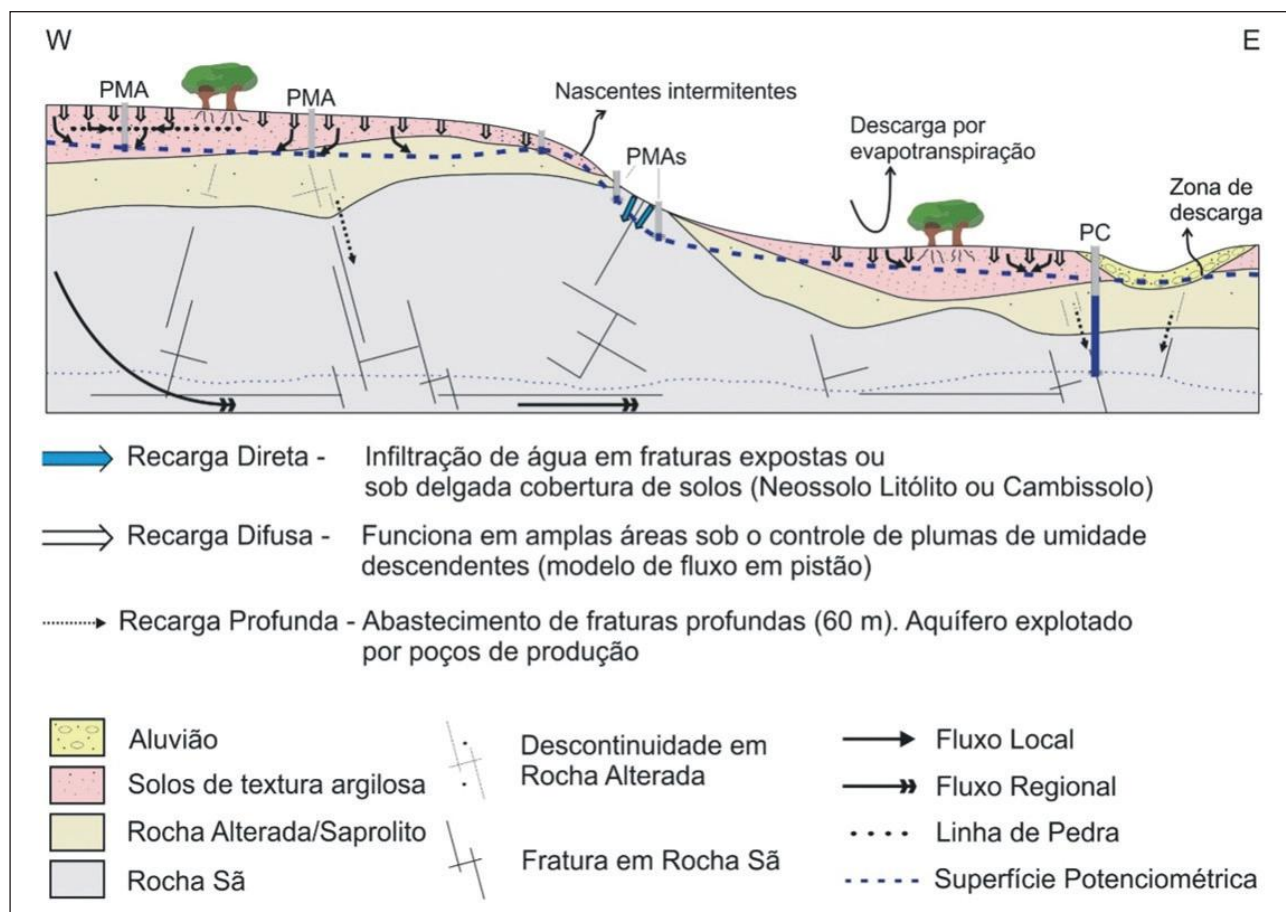 W
E
PMA
PMA
Nascentes intermitentes
PMAs
Descarga por
evapotranspiração
Zona de
descarga
PC
Recarga Direta - Infiltração de água em fraturas expostas ou
sob delgada cobertura de solos (Neossolo Litólito ou Cambissolo)
Recarga Difusa - Funciona em amplas áreas sob o controle de plumas de umidade
descendentes (modelo de fluxo em pistão)
Recarga Profunda - Abastecimento de fraturas profundas (60 m). Aquífero explotado
por poços de produção
Aluvião
Solos de textura argilosa
Rocha Alterada/Saprolito
Rocha Sã
Descontinuidade em
Rocha Alterada
Fratura em Rocha Sã
Fluxo Local
Fluxo Regional
Linha de Pedra
Superfície Potenciométrica